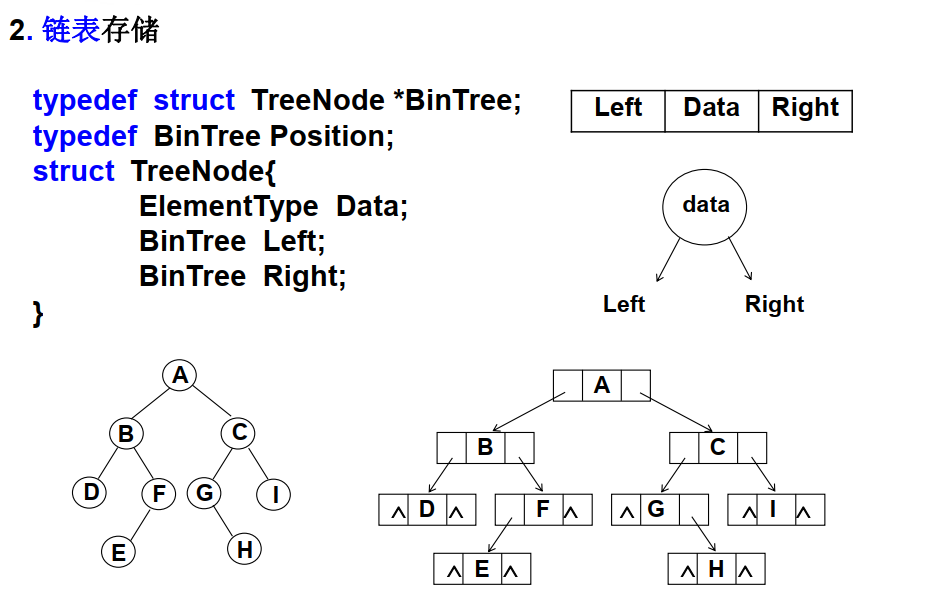 2. 链表存储
typedef struct TreeNode *BinTree;
typedef BinTree Position;
struct TreeNode{
ElementType Data;
BinTree Left;
BinTree Right;
}
Left Data Right
data
Left Right
A
B C
D F G I
E H
A
B C
^ D ^ F ^ ^ G ^ I ^
^ E ^ ^ H ^